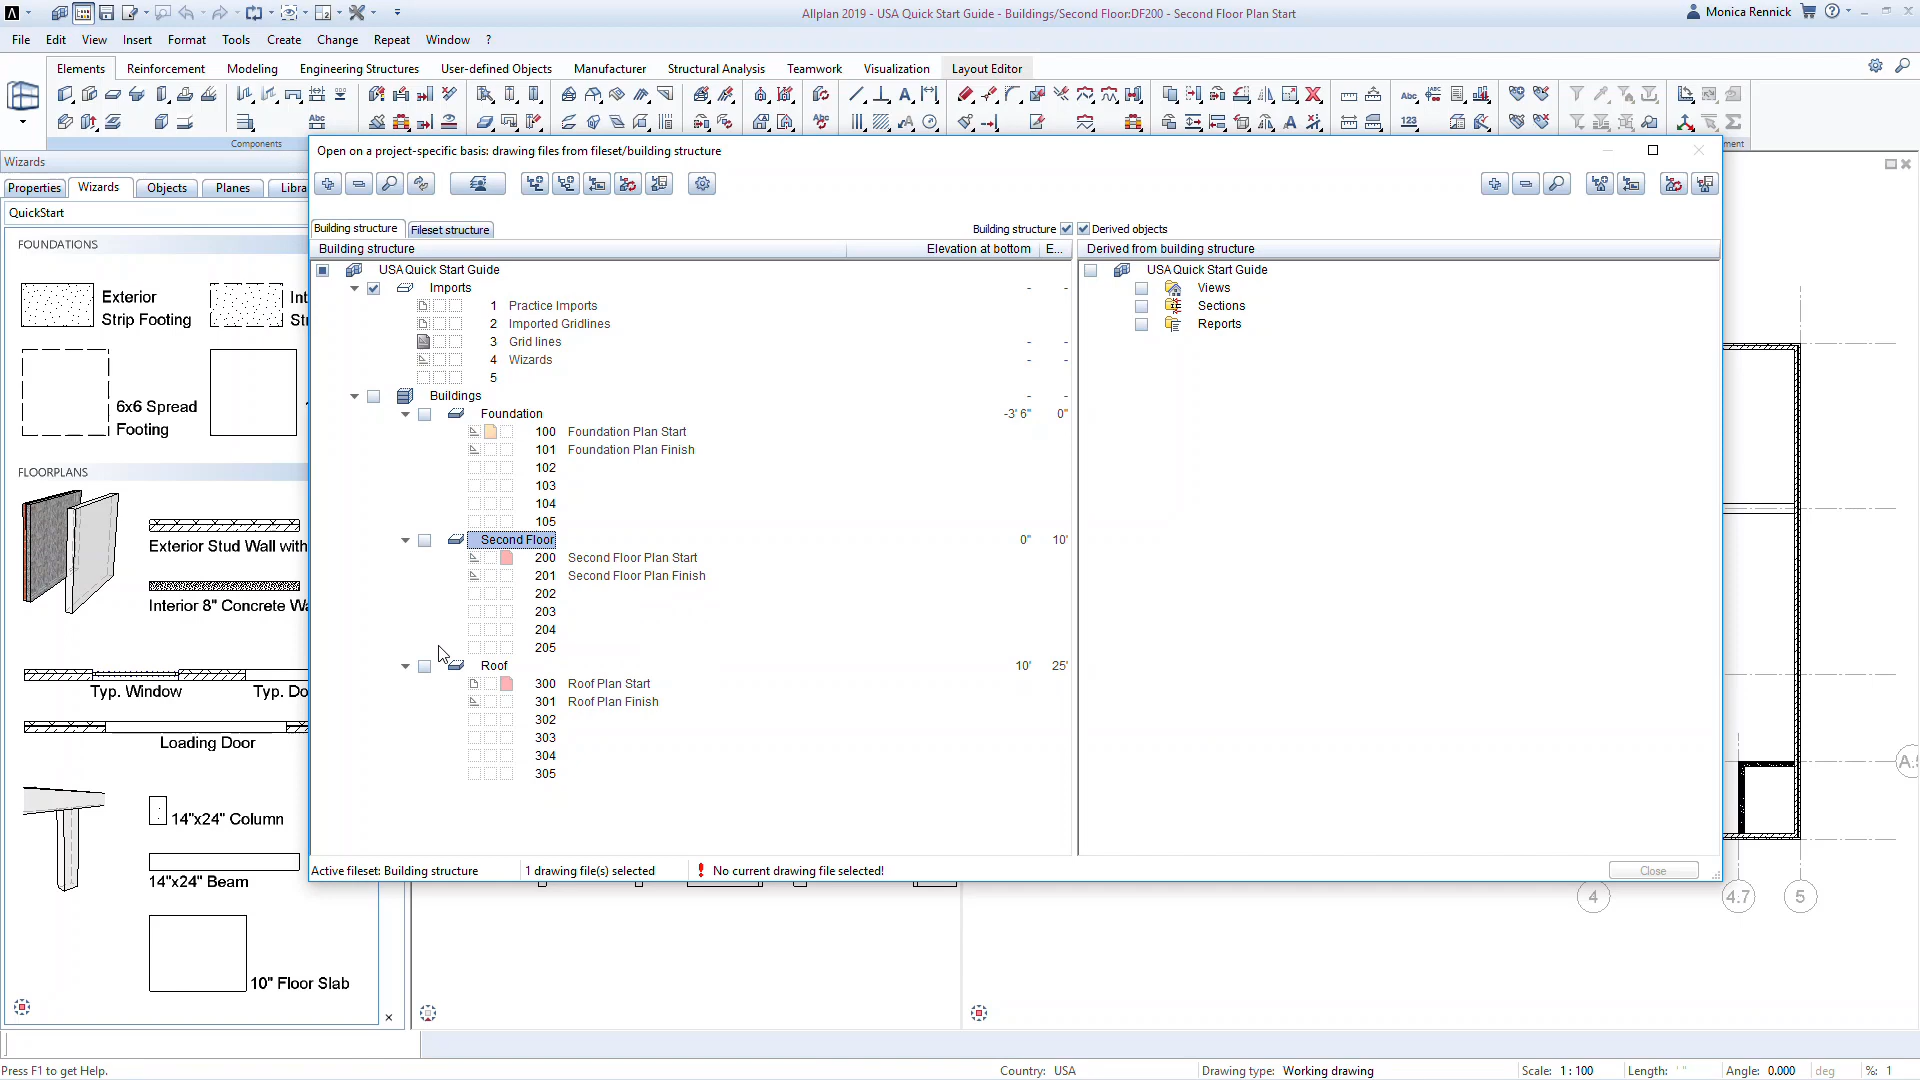 Allplan 2019 - USA Quick Start Guide - Buildings/Second Floor:DF200 - Second Floor Plan Start
Monica Rennick
File Edit View Insert Format Tools Create Change Repeat Window ?
Elements Reinforcement Modeling Engineering Structures User-defined Objects Manufacturer Structural Analysis Teamwork Visualization Layout Editor
Components
Wizards
Properties Wizards Objects Planes
QuickStart
FOUNDATIONS
Exterior
Strip Footing
6x6 Spread
Footing
FLOORPLANS
Exterior Stud Wall with
Interior 8" Concrete
Typ. Window
Loading Door
14"x24" Column
14"x24" Beam
10" Floor Slab
Open on a project-specific basis: drawing files from fileset/building structure
Building structure Fileset structure Building structure Derived objects
Building structure Elevation at bottom E... Derived from building structure
USA Quick Start Guide
Imports - -
1 Practice Imports
2 Imported Gridlines
3 Grid lines - -
4 Wizards - -
5
Buildings - -
Foundation -3' 6" 0"
100 Foundation Plan Start
101 Foundation Plan Finish
102
103
104
105
Second Floor 0" 10'
200 Second Floor Plan Start
201 Second Floor Plan Finish
202
203
204
205
Roof 10' 25'
300 Roof Plan Start
301 Roof Plan Finish
302
303
304
305
USA Quick Start Guide
Views
Sections
Reports
Active fileset: Building structure 1 drawing file(s) selected ! No current drawing file selected!
Close
4 4.7 5
Press F1 to get Help.
Country: USA Drawing type: Working drawing Scale: 1 : 100 Length: ' " Angle: 0.000 deg %: 1